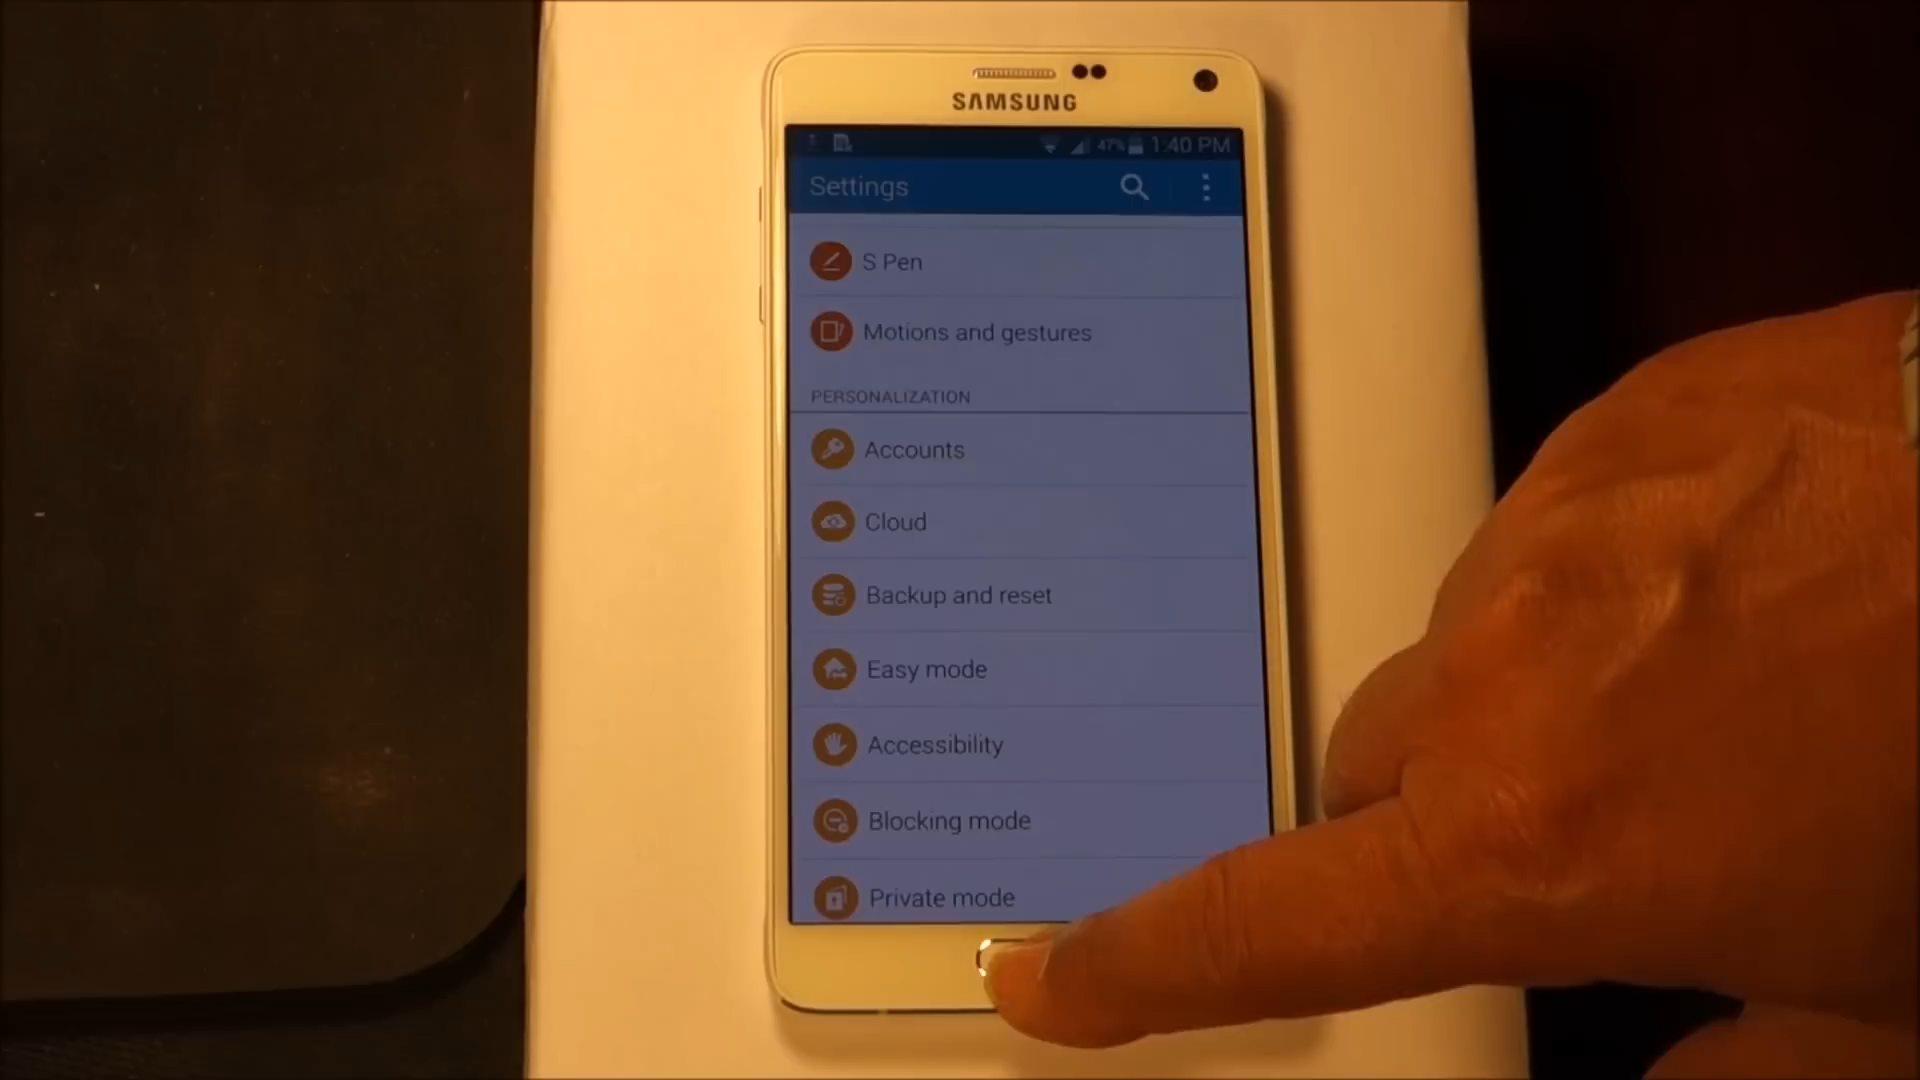 SAMSUNG
47% 1:40 PM
Settings
S Pen
Motions and gestures
PERSONALIZATION
Accounts
Cloud
Backup and reset
Easy mode
Accessibility
Blocking mode
Private mode